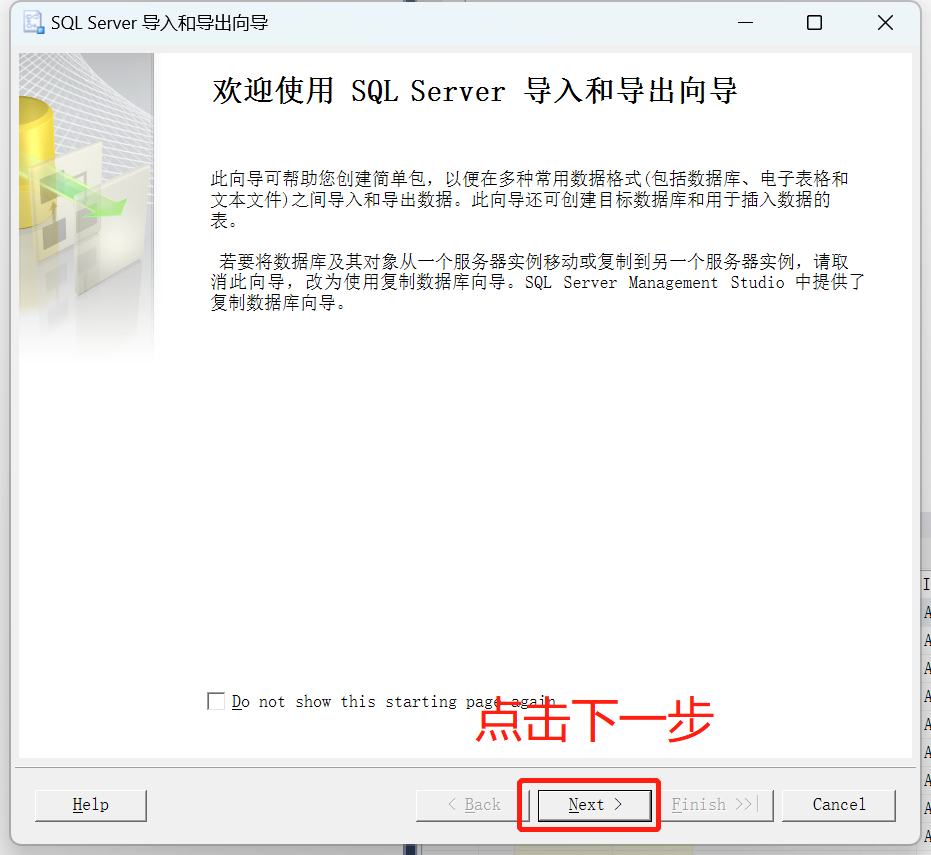 SQL Server 导入和导出向导
欢迎使用 SQL Server 导入和导出向导
此向导可帮助您创建简单包，以便在多种常用数据格式(包括数据库、电子表格和
文本文件)之间导入和导出数据。此向导还可创建目标数据库和用于插入数据的
表。
若要将数据库及其对象从一个服务器实例移动或复制到另一个服务器实例，请取
消此向导，改为使用复制数据库向导。SQL Server Management Studio 中提供了
复制数据库向导。
I
A
A
A
A
A
A
A
A
A
Do not show this starting page again.
点击下一步
Help
< Back
Next >
Finish >>|
Cancel